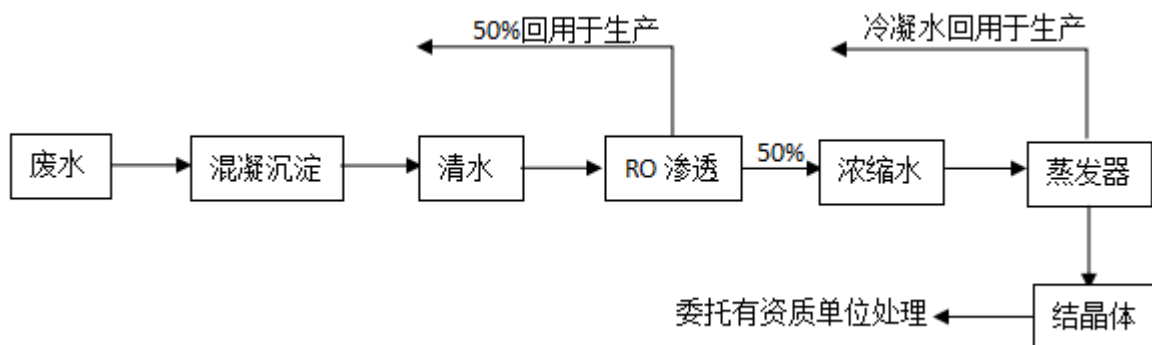 50%回用于生产
冷凝水回用于生产
废水
混凝沉淀
清水
RO 渗透
50%
浓缩水
蒸发器
委托有资质单位处理
结晶体